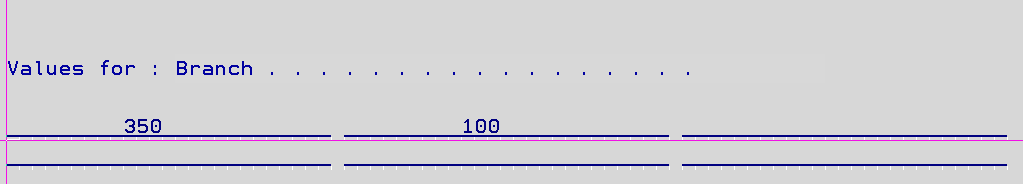 Values for : Branch . . . . . . . . . . . . . . . . .
350 100